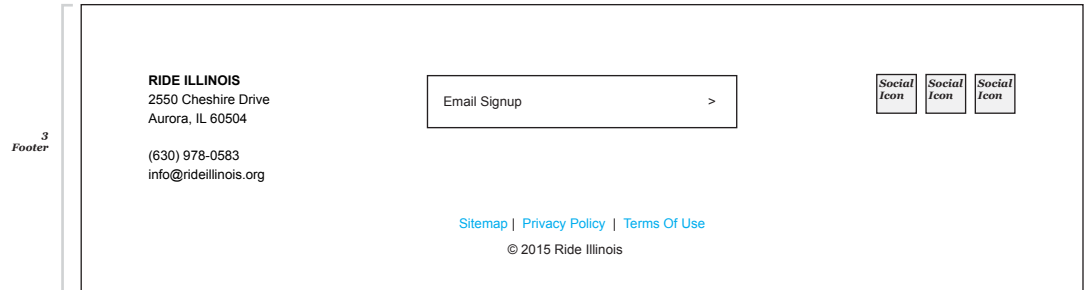 3
Footer
RIDE ILLINOIS
2550 Cheshire Drive
Aurora, IL 60504
(630) 978-0583
info@rideillinois.org
Email Signup >
Social
Icon
Social
Icon
Social
Icon
Sitemap | Privacy Policy | Terms Of Use
© 2015 Ride Illinois